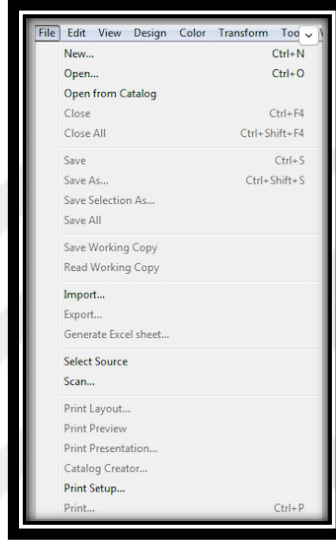 File Edit View Design Color Transform
New... Ctrl+N
Open... Ctrl+O
Open from Catalog
Close Ctrl+F4
Close All Ctrl+Shift+F4
Save Ctrl+S
Save As... Ctrl+Shift+S
Save Selection As...
Save All
Save Working Copy
Read Working Copy
Import...
Export...
Generate Excel sheet...
Select Source
Scan...
Print Layout...
Print Preview
Print Presentation...
Catalog Creator...
Print Setup...
Print... Ctrl+P